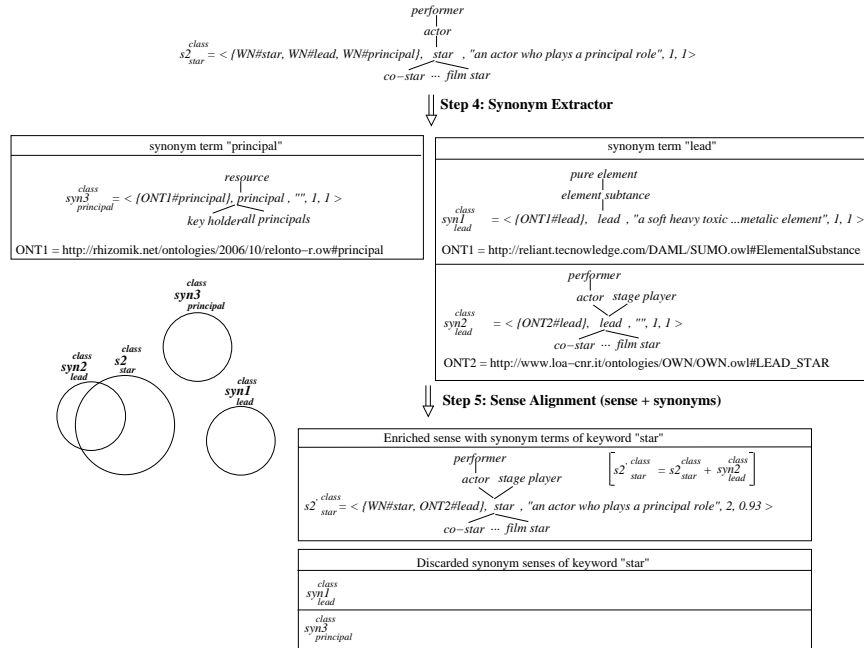 performer
actor
s2 class star = < {WN#star, WN#lead, WN#principal}, star , "an actor who plays a principal role", 1, 1>
co−star ··· film star
Step 4: Synonym Extractor
synonym term "principal"
resource
syn3 class principal = < {ONT1#principal}, principal , "", 1, 1 >
key holder all principals
ONT1 = http://rhizomik.net/ontologies/2006/10/relonto−r.ow#principal
synonym term "lead"
pure element
element subtance
syn1 class lead = < {ONT1#lead}, lead , "a soft heavy toxic ...metalic element", 1, 1 >
ONT1 = http://reliant.tecnowledge.com/DAML/SUMO.owl#ElementalSubstance
performer
actor stage player
syn2 class lead = < {ONT2#lead}, lead , "", 1, 1 >
co−star ··· film star
ONT2 = http://www.loa−cnr.it/ontologies/OWN/OWN.owl#LEAD_STAR
syn3 class principal
syn2 class lead
s2 class star
syn1 class lead
Step 5: Sense Alignment (sense + synonyms)
Enriched sense with synonym terms of keyword "star"
performer
actor stage player
[s2' class star = s2 class star + syn2 class lead]
s2' class star = < {WN#star, ONT2#lead}, star , "an actor who plays a principal role", 2, 0.93 >
co−star ··· film star
Discarded synonym senses of keyword "star"
syn1 class lead
syn3 class principal